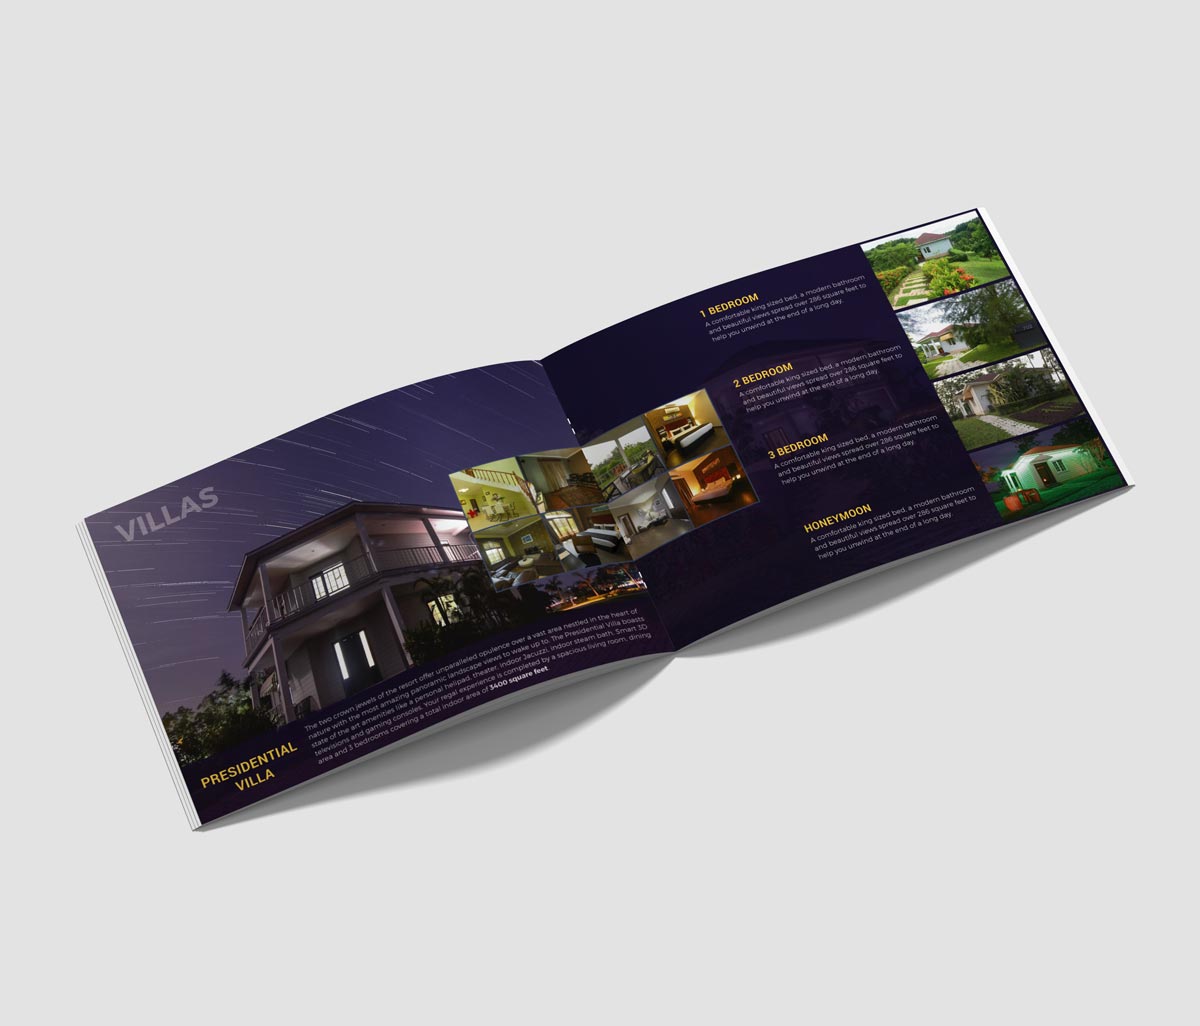 VILLAS
PRESIDENTIAL
VILLA
The two crown jewels of the resort offer unparalleled opulence over a vast area nestled in the heart of
nature with the most amazing panoramic landscape views to wake up to. The Presidential Villa boasts
state of the art amenities like a personal helipad, theater, indoor Jacuzzi, indoor steam bath, Smart 3D
televisions and gaming consoles. Your regal experience is completed by a spacious living room, dining
area and 3 bedrooms covering a total indoor area of 3400 square feet.
1 BEDROOM
A comfortable king sized bed, a modern bathroom
and beautiful views spread over 286 square feet to
help you unwind at the end of a long day.
2 BEDROOM
A comfortable king sized bed, a modern bathroom
and beautiful views spread over 286 square feet to
help you unwind at the end of a long day.
3 BEDROOM
A comfortable king sized bed, a modern bathroom
and beautiful views spread over 286 square feet to
help you unwind at the end of a long day.
HONEYMOON
A comfortable king sized bed, a modern bathroom
and beautiful views spread over 286 square feet to
help you unwind at the end of a long day.